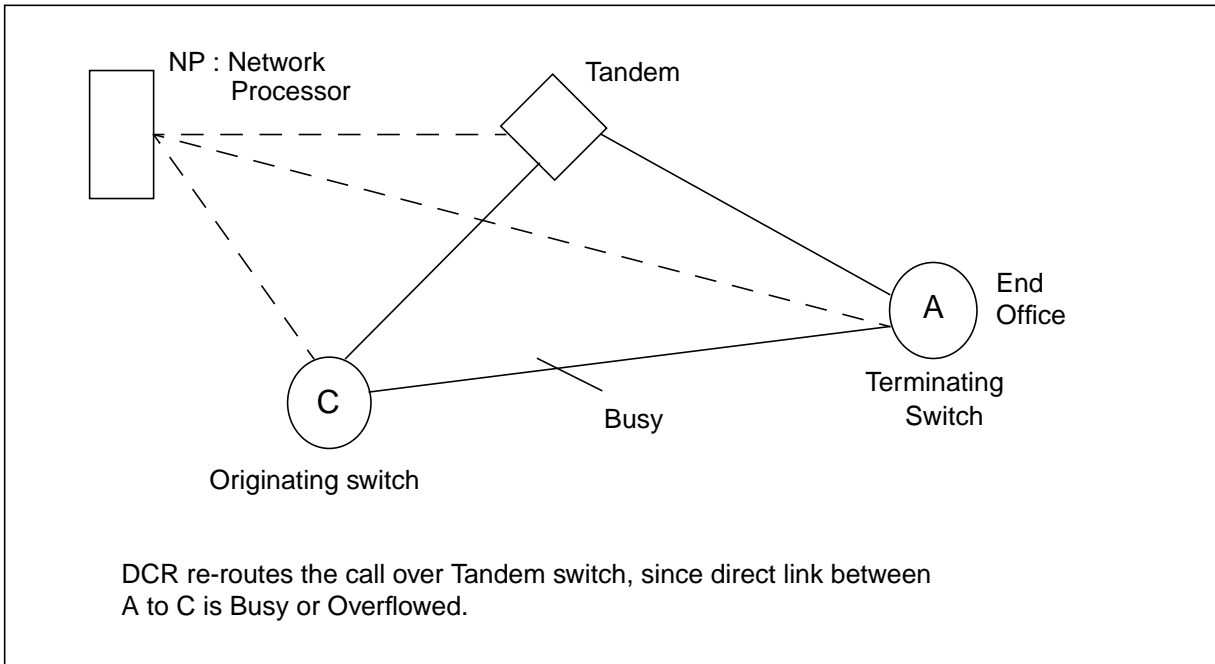 NP : Network
Processor
Tandem
A
End
Office
Terminating
Switch
C
Busy
Originating switch
DCR re-routes the call over Tandem switch, since direct link between
A to C is Busy or Overflowed.